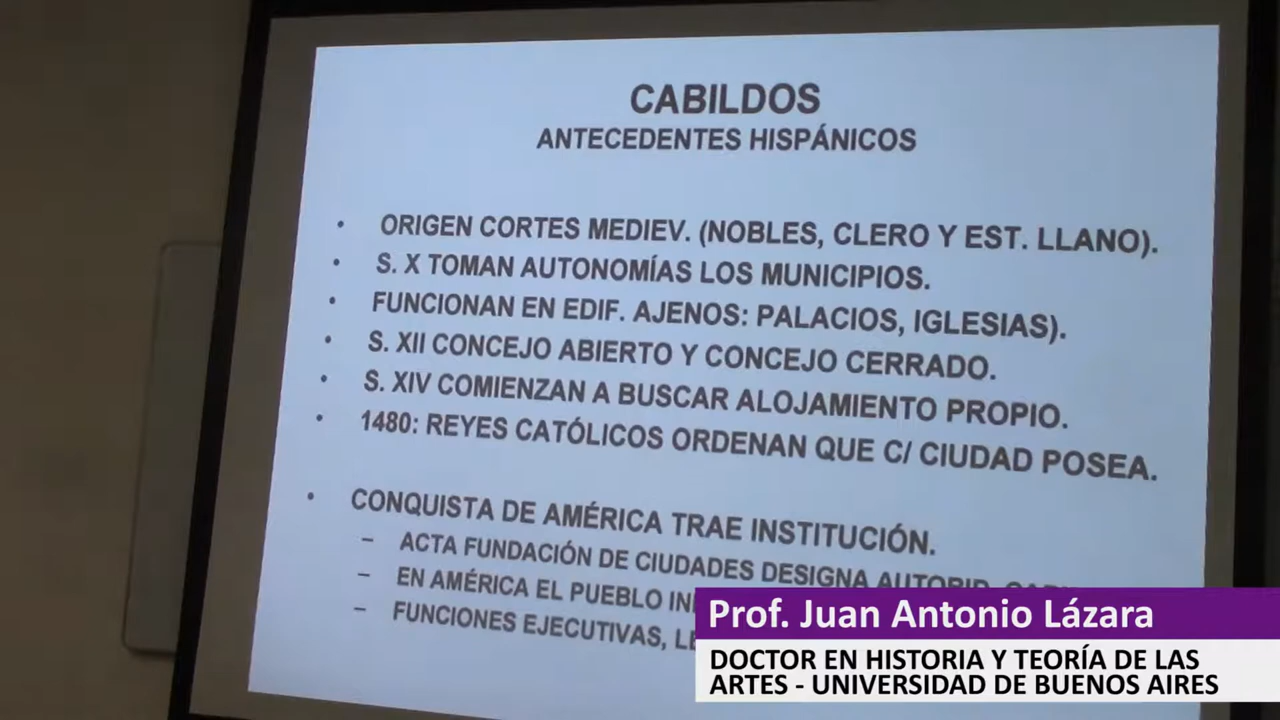 CABILDOS
ANTECEDENTES HISPÁNICOS
• ORIGEN CORTES MEDIEV. (NOBLES, CLERO Y EST. LLANO).
• S. X TOMAN AUTONOMÍAS LOS MUNICIPIOS.
• FUNCIONAN EN EDIF. AJENOS: PALACIOS, IGLESIAS).
• S. XII CONCEJO ABIERTO Y CONCEJO CERRADO.
• S. XIV COMIENZAN A BUSCAR ALOJAMIENTO PROPIO.
• 1480: REYES CATÓLICOS ORDENAN QUE C/ CIUDAD POSEA.
• CONQUISTA DE AMÉRICA TRAE INSTITUCIÓN.
– ACTA FUNDACIÓN DE CIUDADES DESIGNA AUTORID.
– EN AMÉRICA EL PUEBLO
– FUNCIONES EJECUTIVAS,
Prof. Juan Antonio Lázara
DOCTOR EN HISTORIA Y TEORÍA DE LAS
ARTES - UNIVERSIDAD DE BUENOS AIRES